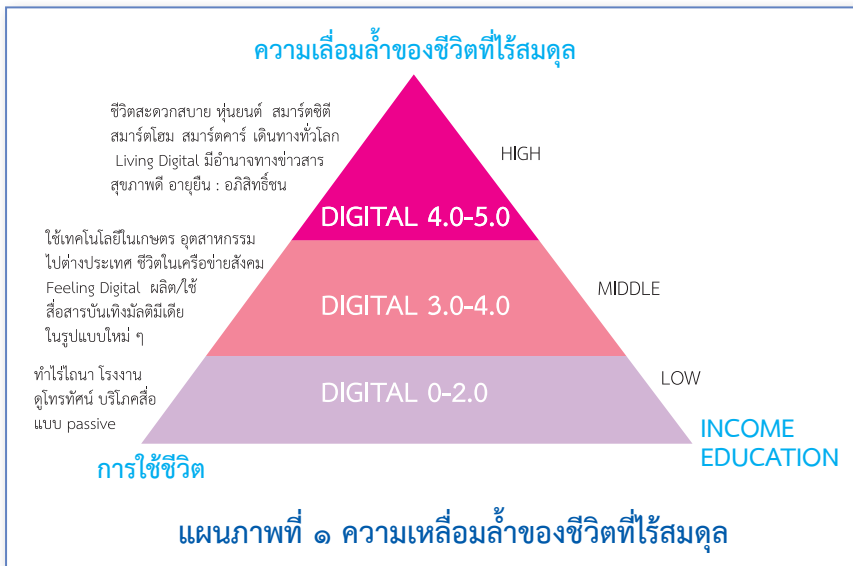 ความเลื่อมล้ำของชีวิตที่ไร้สมดุล
ชีวิตสะดวกสบาย หุ่นยนต์ สมาร์ตซิตี
สมาร์ตโฮม สมาร์ตคาร์ เดินทางทั่วโลก
Living Digital มีอำนาจทางข่าวสาร
สุขภาพดี อายุยืน : อภิสิทธิ์ชน
HIGH
DIGITAL 4.0-5.0
ใช้เทคโนโลยีในเกษตร อุตสาหกรรม
ไปต่างประเทศ ชีวิตในเครือข่ายสังคม
Feeling Digital ผลิต/ใช้
สื่อสารบันเทิงมัลติมีเดีย
ในรูปแบบใหม่ ๆ
DIGITAL 3.0-4.0
MIDDLE
ทำไร่ไถนา โรงงาน
ดูโทรทัศน์ บริโภคสื่อ
แบบ passive
DIGITAL 0-2.0
LOW
การใช้ชีวิต
INCOME
EDUCATION
แผนภาพที่ ๑ ความเหลื่อมล้ำของชีวิตที่ไร้สมดุล